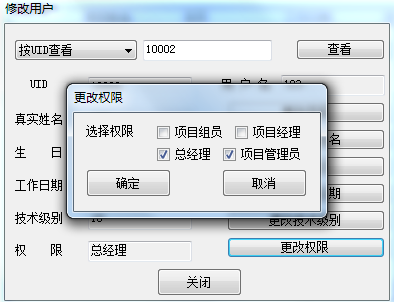 修改用户
按UID查看 10002 查看
UID
更改权限
真实姓名
选择权限 项目组员 项目经理
名
生 日
总经理 项目管理员
工作日期
确定 取消
期
技术级别
更改技术级别
权 限 总经理 更改权限
关闭